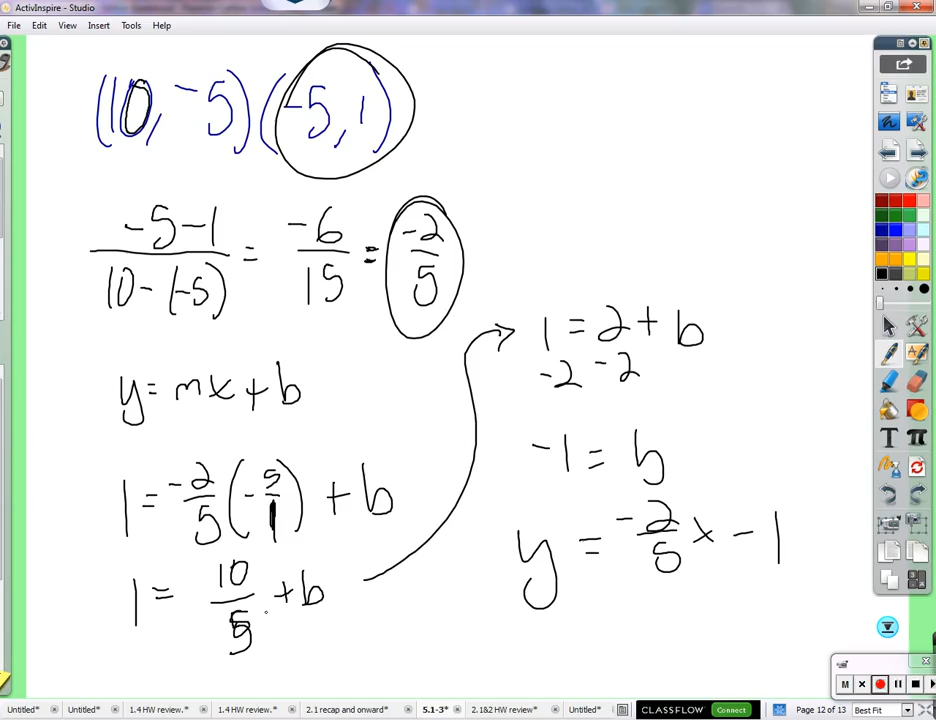 ActivInspire - Studio
File Edit View Insert Tools Help
(10, -5) (-5, 1)
-5-1 / 10-(-5) = -6/15 = -2/5
y = mx + b
1 = -2/5 (-5/1) + b
1 = 10/5 + b
1 = 2 + b
-2 -2
-1 = b
y = -2/5 x - 1
M
Untitled* Untitled* 1.4 HW review.* 1.4 HW review.* 2.1 recap and onward* 5.1-3* 2.1&2 HW review* Untitled* CLASSFLOW Connect Page 12 of 13 Best Fit